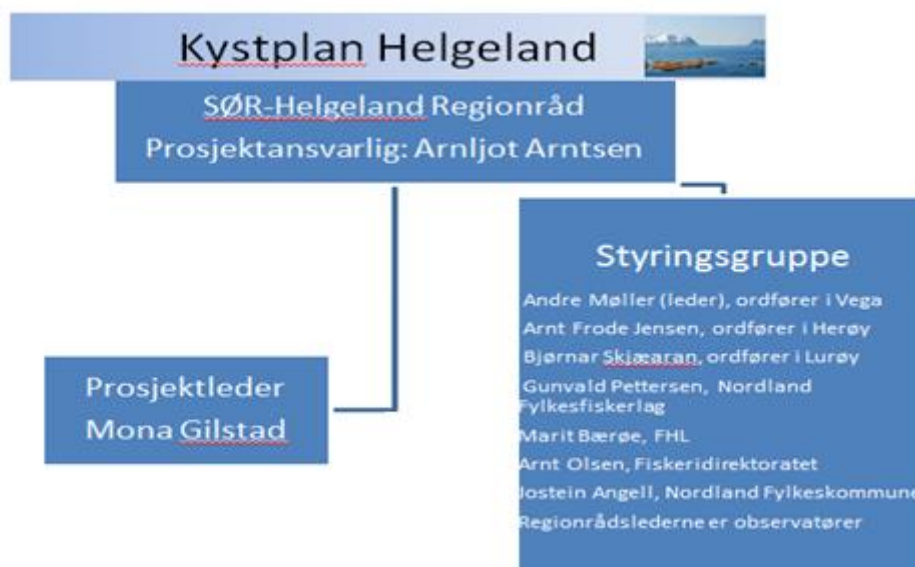 Kystplan Helgeland
SØR-Helgeland Regionråd
Prosjektansvarlig: Arnljot Arntsen
Prosjektleder
Mona Gilstad
Styringsgruppe
Andre Møller (leder), ordfører i Vega
Arnt Frode Jensen, ordfører i Herøy
Bjørnar Skjæaran, ordfører i Lurøy
Gunvald Pettersen, Nordland
Fylkesfiskerlag
Marit Bærøe, FHL
Arnt Olsen, Fiskeridirektoratet
Jostein Angell, Nordland Fylkeskommune
Regionrådslederne er observatører